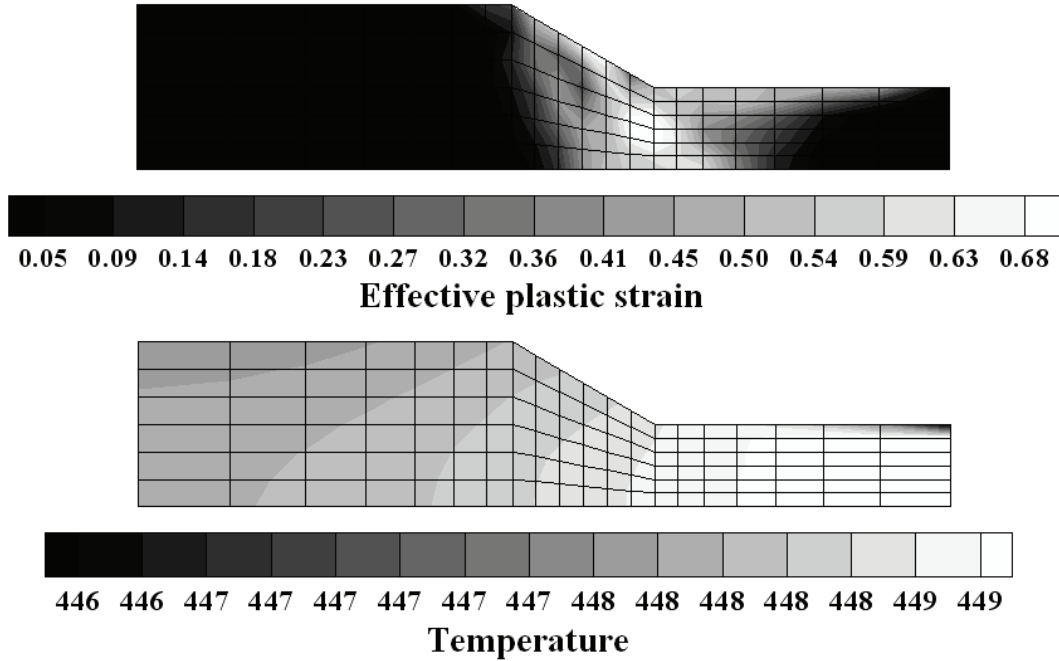 0.05 0.09 0.14 0.18 0.23 0.27 0.32 0.36 0.41 0.45 0.50 0.54 0.59 0.63 0.68
Effective plastic strain
446 446 447 447 447 447 447 447 448 448 448 448 448 449 449
Temperature